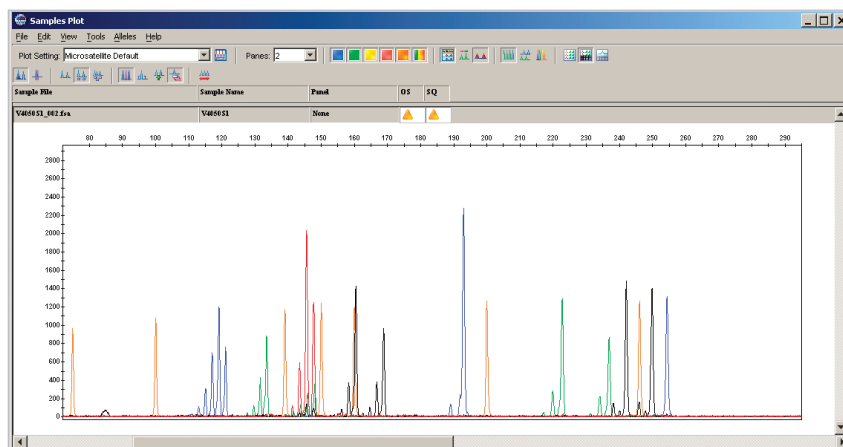 Samples Plot
File Edit View Tools Alleles Help
Plot Setting: Microsatellite Default Panes: 2
Sample File Sample Name Panel OS SQ
V4050S1_002.fsa V4050S1 None
80 90 100 110 120 130 140 150 160 170 180 190 200 210 220 230 240 250 260 270 280 290
2800
2600
2400
2200
2000
1800
1600
1400
1200
1000
800
600
400
200
0